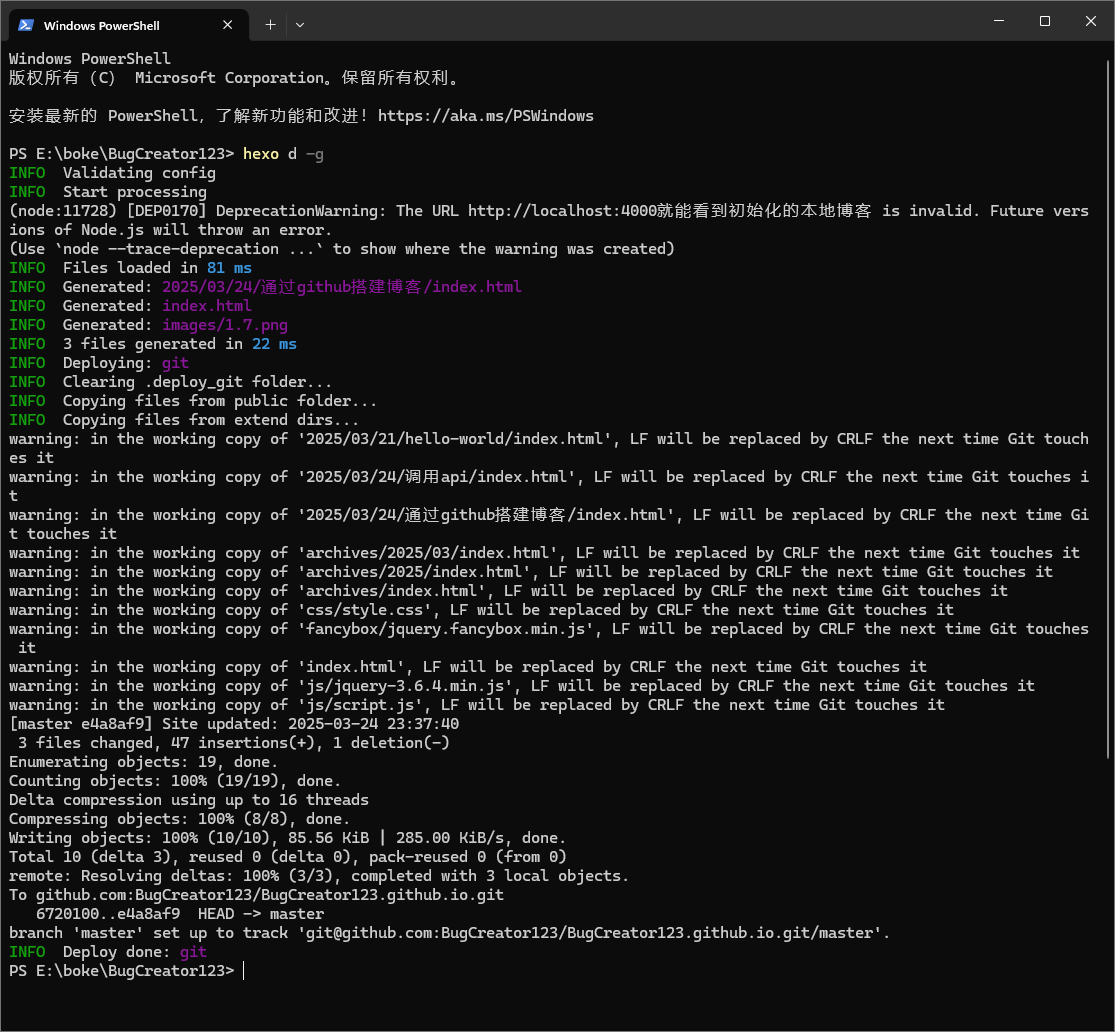 Windows PowerShell
Windows PowerShell
版权所有 (C) Microsoft Corporation。保留所有权利。
安装最新的 PowerShell，了解新功能和改进！https://aka.ms/PSWindows
PS E:\boke\BugCreator123> hexo d -g
INFO  Validating config
INFO  Start processing
(node:11728) [DEP0170] DeprecationWarning: The URL http://localhost:4000就能看到初始化的本地博客 is invalid. Future vers
ions of Node.js will throw an error.
(Use `node --trace-deprecation ...` to show where the warning was created)
INFO  Files loaded in 81 ms
INFO  Generated: 2025/03/24/通过github搭建博客/index.html
INFO  Generated: index.html
INFO  Generated: images/1.7.png
INFO  3 files generated in 22 ms
INFO  Deploying: git
INFO  Clearing .deploy_git folder...
INFO  Copying files from public folder...
INFO  Copying files from extend dirs...
warning: in the working copy of '2025/03/21/hello-world/index.html', LF will be replaced by CRLF the next time Git touch
es it
warning: in the working copy of '2025/03/24/调用api/index.html', LF will be replaced by CRLF the next time Git touches i
t
warning: in the working copy of '2025/03/24/通过github搭建博客/index.html', LF will be replaced by CRLF the next time Gi
t touches it
warning: in the working copy of 'archives/2025/03/index.html', LF will be replaced by CRLF the next time Git touches it
warning: in the working copy of 'archives/2025/index.html', LF will be replaced by CRLF the next time Git touches it
warning: in the working copy of 'archives/index.html', LF will be replaced by CRLF the next time Git touches it
warning: in the working copy of 'css/style.css', LF will be replaced by CRLF the next time Git touches it
warning: in the working copy of 'fancybox/jquery.fancybox.min.js', LF will be replaced by CRLF the next time Git touches
 it
warning: in the working copy of 'index.html', LF will be replaced by CRLF the next time Git touches it
warning: in the working copy of 'js/jquery-3.6.4.min.js', LF will be replaced by CRLF the next time Git touches it
warning: in the working copy of 'js/script.js', LF will be replaced by CRLF the next time Git touches it
[master e4a8af9] Site updated: 2025-03-24 23:37:40
 3 files changed, 47 insertions(+), 1 deletion(-)
Enumerating objects: 19, done.
Counting objects: 100% (19/19), done.
Delta compression using up to 16 threads
Compressing objects: 100% (8/8), done.
Writing objects: 100% (10/10), 85.56 KiB | 285.00 KiB/s, done.
Total 10 (delta 3), reused 0 (delta 0), pack-reused 0 (from 0)
remote: Resolving deltas: 100% (3/3), completed with 3 local objects.
To github.com:BugCreator123/BugCreator123.github.io.git
   6720100..e4a8af9  HEAD -> master
branch 'master' set up to track 'git@github.com:BugCreator123/BugCreator123.github.io.git/master'.
INFO  Deploy done: git
PS E:\boke\BugCreator123>